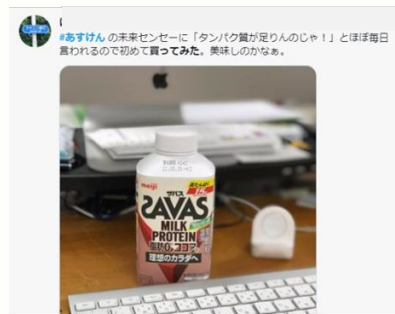 #あすけん の未来センセーに「タンパク質が足りんのじゃ！」とほぼ毎日
言われるので初めて買ってみた。美味しのかなぁ。
meiji
ザバス
SAVAS
MILK
PROTEIN
脂肪0 ココア
理想のカラダへ